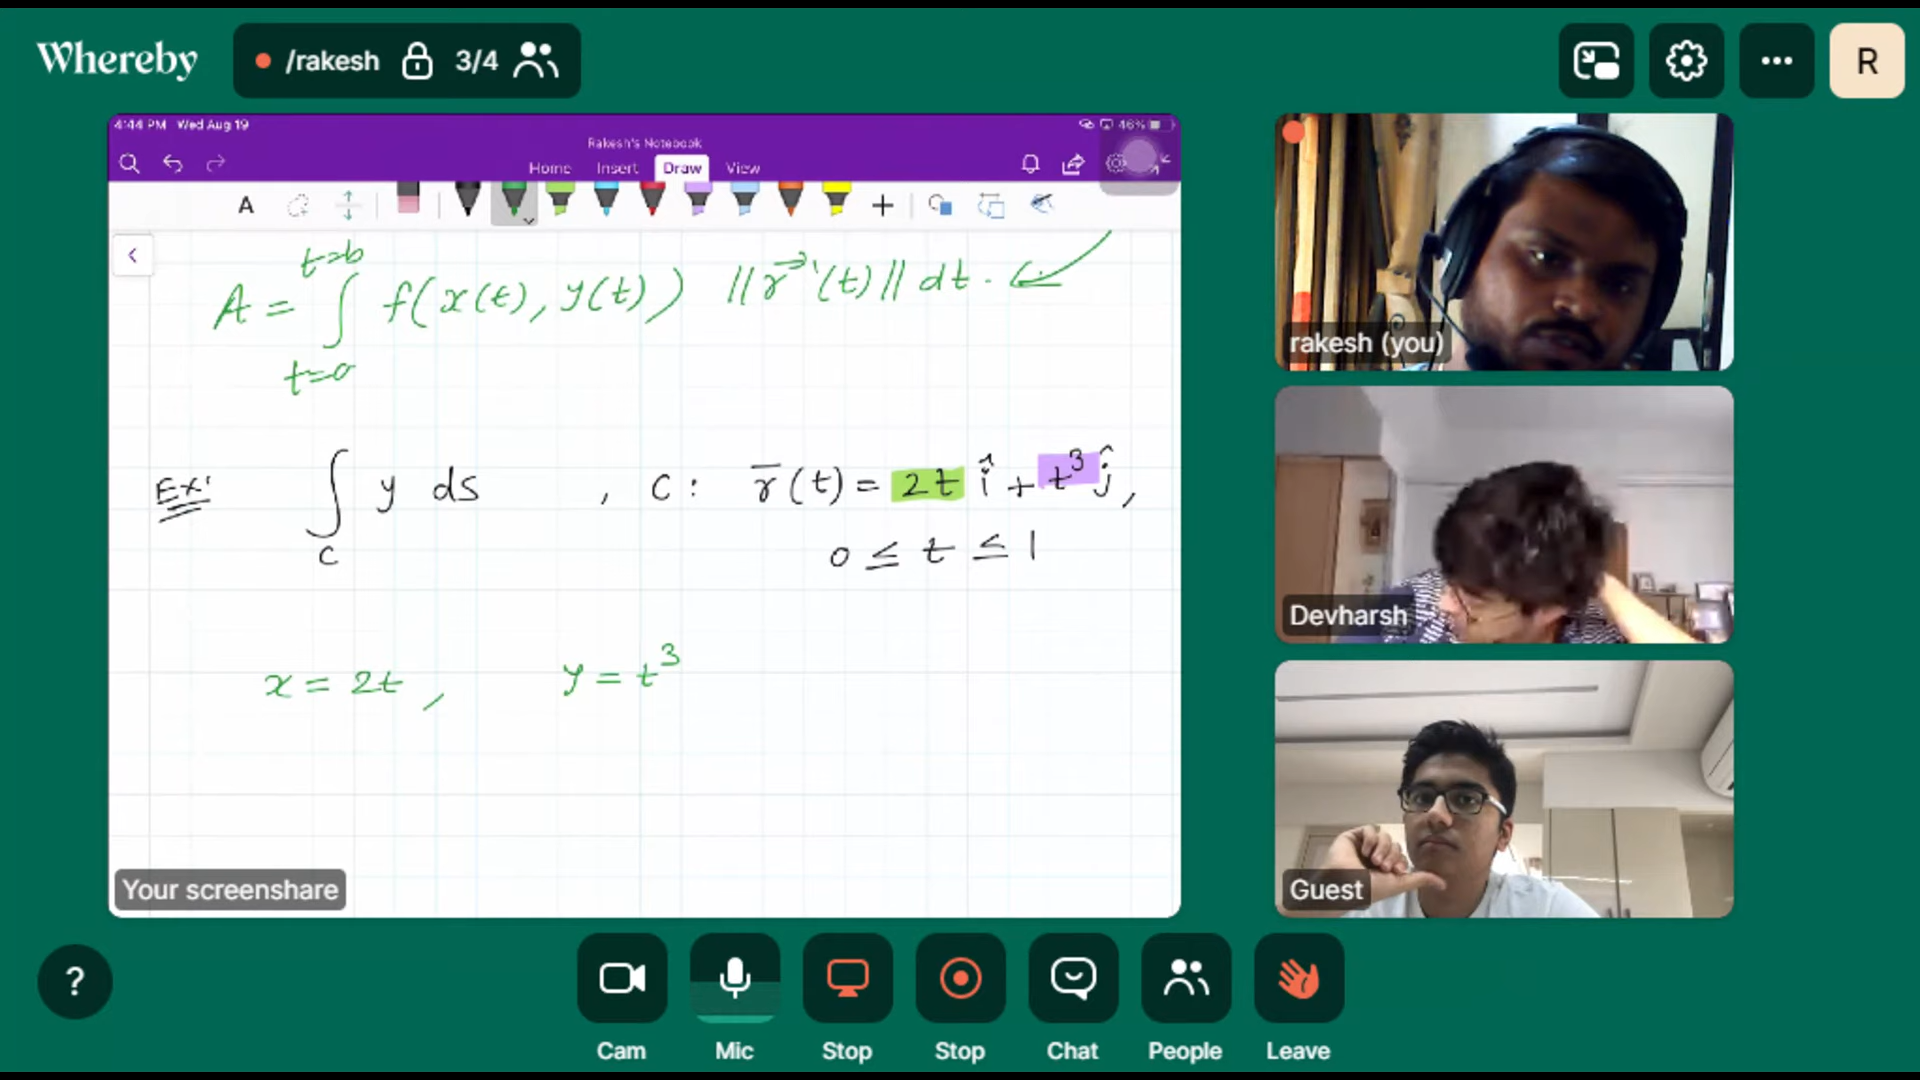 Whereby
/rakesh 3/4
R
4:44 PM Wed Aug 19
46%
Rakesh's Notebook
Home Insert Draw View
A
t=b
A = ∫ f(x(t), y(t)) ||r⃗'(t)|| dt.
t=a
Ex: ∫ y ds , C: r̄(t) = 2t î + t³ ĵ,
C
0 ≤ t ≤ 1
x = 2t , y = t³
Your screenshare
rakesh (you)
Devharsh
Guest
?
Cam Mic Stop Stop Chat People Leave